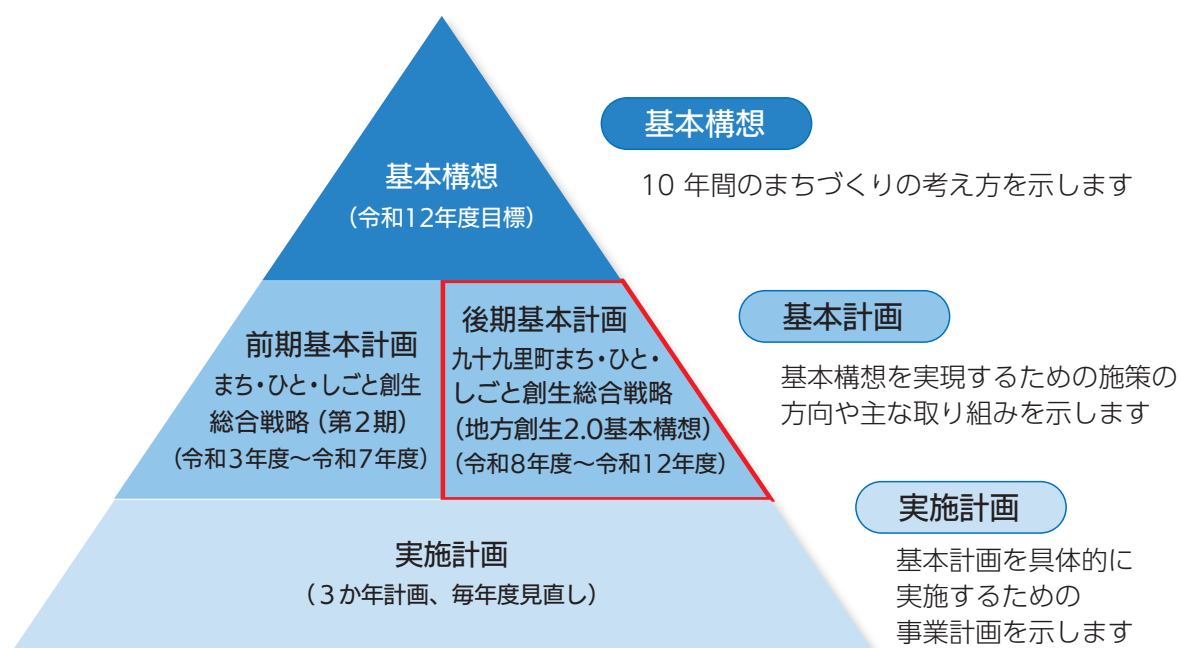 基本構想
(令和12年度目標)
基本構想
10 年間のまちづくりの考え方を示します
前期基本計画
まち・ひと・しごと創生
総合戦略(第2期)
(令和3年度～令和7年度)
後期基本計画
九十九里町まち・ひと・
しごと創生総合戦略
(地方創生2.0基本構想)
(令和8年度～令和12年度)
基本計画
基本構想を実現するための施策の
方向や主な取り組みを示します
実施計画
(3か年計画、毎年度見直し)
実施計画
基本計画を具体的に
実施するための
事業計画を示します